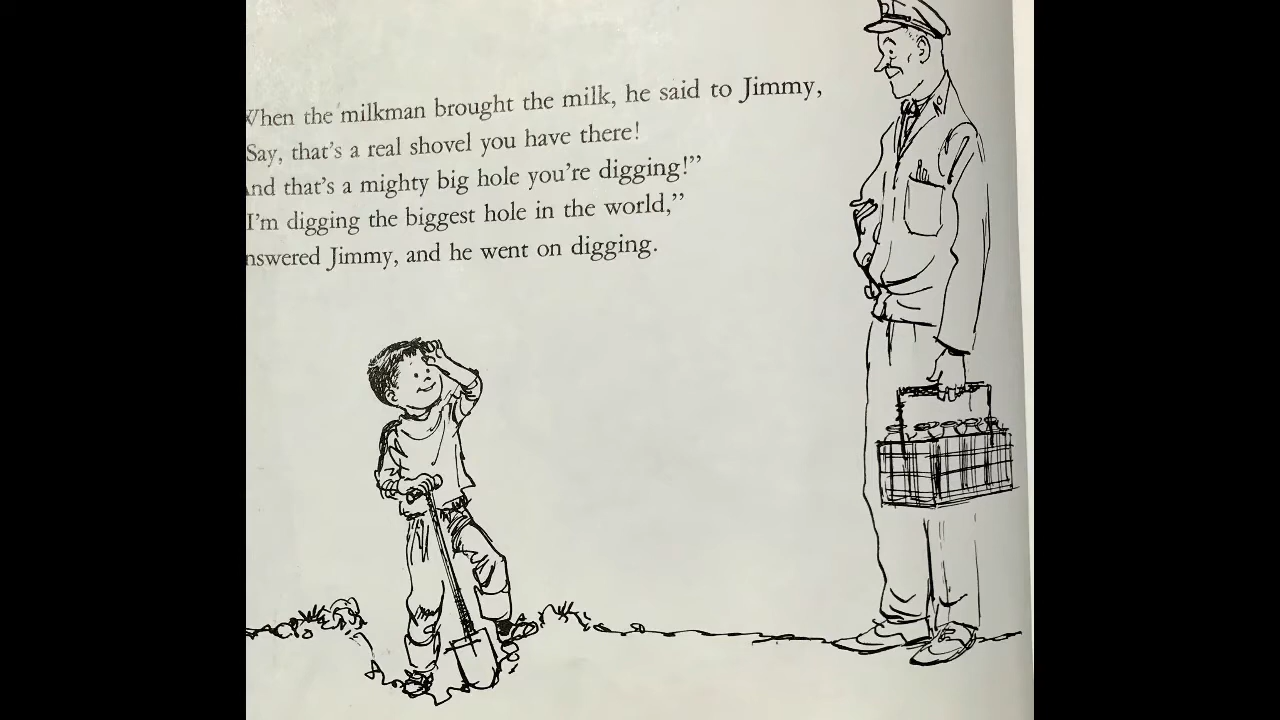 When the milkman brought the milk, he said to Jimmy,
Say, that's a real shovel you have there!
And that's a mighty big hole you're digging!"
I'm digging the biggest hole in the world,"
nswered Jimmy, and he went on digging.